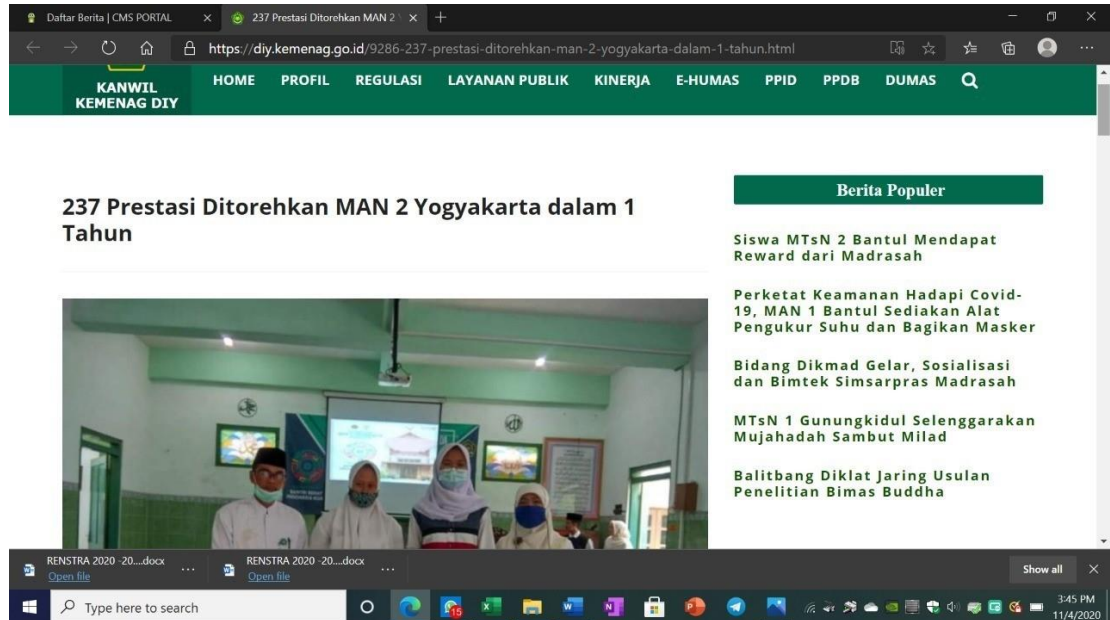 Daftar Berita | CMS PORTAL
237 Prestasi Ditorehkan MAN 2
https://diy.kemenag.go.id/9286-237-prestasi-ditorehkan-man-2-yogyakarta-dalam-1-tahun.html
KANWIL
KEMENAG DIY
HOME PROFIL REGULASI LAYANAN PUBLIK KINERJA E-HUMAS PPID PPDB DUMAS
237 Prestasi Ditorehkan MAN 2 Yogyakarta dalam 1
Tahun
Berita Populer
Siswa MTsN 2 Bantul Mendapat
Reward dari Madrasah
Perketat Keamanan Hadapi Covid-
19, MAN 1 Bantul Sediakan Alat
Pengukur Suhu dan Bagikan Masker
Bidang Dikmad Gelar, Sosialisasi
dan Bimtek Simsarpras Madrasah
MTsN 1 Gunungkidul Selenggarakan
Mujahadah Sambut Milad
Balitbang Diklat Jaring Usulan
Penelitian Bimas Buddha
RENSTRA 2020 -20....docx
Open file
RENSTRA 2020 -20....docx
Open file
Show all
Type here to search
15
3:45 PM
11/4/2020